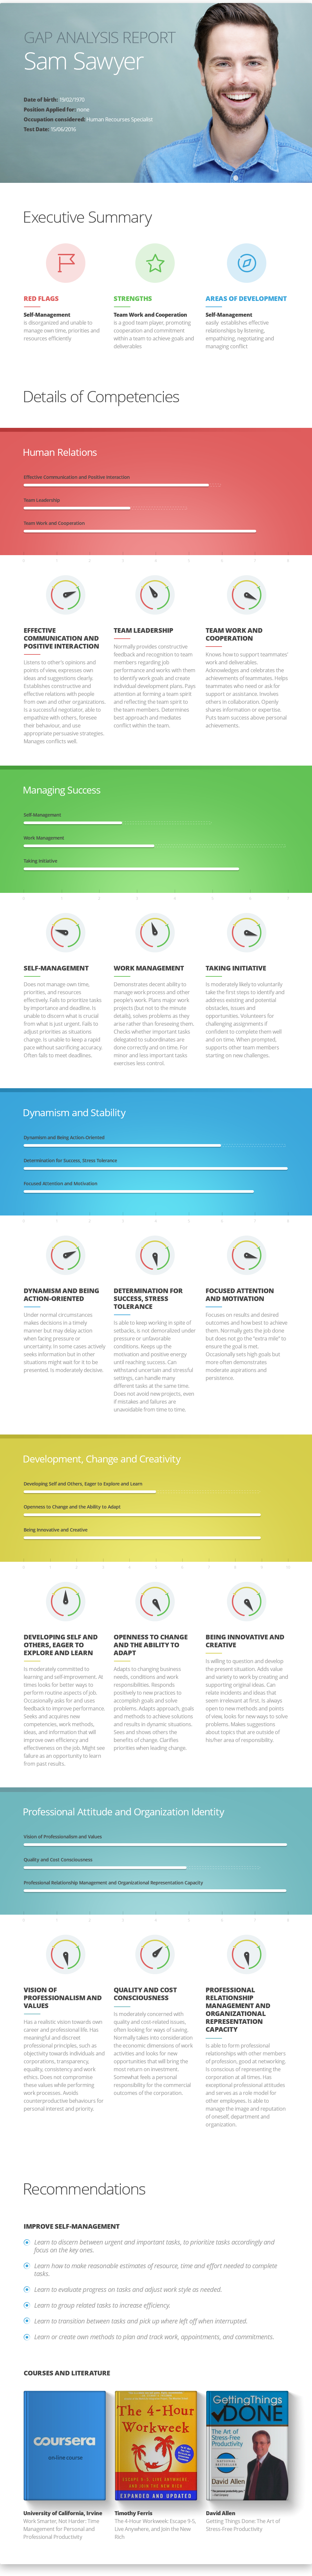 GAP ANALYSIS REPORT
Sam Sawyer
Date of birth: 19/02/1970
Position Applied for: none
Occupation considered: Human Recourses Specialist
Test Date: 15/06/2016
Executive Summary
RED FLAGS
Self-Management
is disorganized and unable to
manage own time, priorities and
resources efficiently
STRENGTHS
Team Work and Cooperation
is a good team player, promoting
cooperation and commitment
within a team to achieve goals and
deliverables
AREAS OF DEVELOPMENT
Self-Management
easily establishes effective
relationships by listening,
empathising, negotiating and
managing conflict
Details of Competencies
Human Relations
Effective Communication and Positive Interaction
Team Leadership
Team Work and Cooperation
EFFECTIVE
COMMUNICATION AND
POSITIVE INTERACTION
Listens to other's opinions and
points of view, expresses own
ideas and suggestions clearly.
Establishes constructive and
effective relations with people
from own and other organizations.
Is a successful negotiator, able to
empathise with others, foresee
their behaviour, and use
appropriate persuasive strategies.
Manages conflicts well.
TEAM LEADERSHIP
Normally provides constructive
feedback and recognition to team
members regarding job
performance and works with them
to identify work goals and create
individual development plans. Pays
attention at forming a team spirit
and reflecting the team spirit to
the team members. Determines
best approach and mediates
conflict within the team.
TEAM WORK AND
COOPERATION
Knows how to support teammates'
work and deliverables.
Acknowledges and celebrates the
achievements of teammates. Helps
teammates who need or ask for
support or assistance. Involves
others in collaboration. Openly
shares information or expertise.
Puts team success above personal
achievements.
Managing Success
Self-Management
Work Management
Taking Initiative
SELF-MANAGEMENT
Does not manage own time,
priorities, and resources
effectively. Fails to prioritize tasks
by importance and deadline. Is
unable to discern what is crucial
from what is just urgent. Fails to
adjust priorities as situations
change, is unable to keep a rapid
pace without sacrificing accuracy.
Often fails to meet deadlines.
WORK MANAGEMENT
Demonstrates decent ability to
manage work process and other
people's work. Plans major work
projects (but not to the minute
details), solves problems as they
arise rather than foreseeing them.
Checks whether important tasks
delegated to subordinates are
done correctly and on time. For
minor and less important tasks
exercises less control.
TAKING INITIATIVE
Is moderately likely to voluntarily
take the first steps to identify and
address existing and potential
obstacles, issues and
opportunities. Volunteers for
challenging assignments if
confident to complete them well
and on time. When prompted,
supports other team members
starting on new challenges.
Dynamism and Stability
Dynamism and Being Action-Oriented
Determination for Success, Stress Tolerance
Focused Attention and Motivation
DYNAMISM AND BEING
ACTION-ORIENTED
Under normal circumstances
makes decisions in a timely
manner but may delay action
when facing pressure or
uncertainty. In some cases actively
seeks information but in other
situations might wait for it to be
presented. Is moderately decisive.
DETERMINATION FOR
SUCCESS, STRESS
TOLERANCE
Is able to keep working in spite of
setbacks, is not demoralized under
pressure or unfavorable
conditions. Keeps up the
motivation and positive energy
until reaching success. Can
withstand uncertain and stressful
settings, can handle many
different tasks at the same time.
Does not avoid new projects, even
if mistakes and failures are
unavoidable from time to time.
FOCUSED ATTENTION
AND MOTIVATION
Focuses on results and desired
outcomes and how best to achieve
them. Normally gets the job done
but does not go the "extra mile" to
ensure the goal is met.
Occasionally sets high goals but
more often demonstrates
moderate aspirations and
persistence.
Development, Change and Creativity
Developing Self and Others, Eager to Explore and Learn
Openness to Change and the Ability to Adapt
Being Innovative and Creative
DEVELOPING SELF AND
OTHERS, EAGER TO
EXPLORE AND LEARN
Is moderately committed to
learning and self-improvement. At
times looks for better ways to
perform routine aspects of job.
Occasionally asks for and uses
feedback to improve performance.
Seeks and acquires new
competencies, work methods,
ideas, and information that will
improve own efficiency and
effectiveness on the job. Might see
failure as an opportunity to learn
from past results.
OPENNESS TO CHANGE
AND THE ABILITY TO
ADAPT
Adapts to changing business
needs, conditions and work
responsibilities. Responds
positively to new practices to
accomplish goals and solve
problems. Adapts approach, goals
and methods to achieve solutions
and results in dynamic situations.
Sees and shows others the
benefits of change. Clarifies
priorities when leading change.
BEING INNOVATIVE AND
CREATIVE
Is willing to question and develop
the present situation. Adds value
and variety to work by creating and
supporting original ideas. Can
relate incidents and ideas that
seem irrelevant at first. Is always
open to new methods and points
of view, looks for new ways to solve
problems. Makes suggestions
about topics that are outside of
his/her area of responsibility.
Professional Attitude and Organization Identity
Vision of Professionalism and Values
Quality and Cost Consciousness
Professional Relationship Management and Organizational Representation Capacity
VISION OF
PROFESSIONALISM AND
VALUES
Has a realistic vision towards own
career and professional life. Has
meaningful and discreet
professional principles, such as
objectivity towards individuals and
corporations, transparency,
equality, consistency and work
ethics. Does not compromise
these values while performing
work processes. Avoids
counterproductive behaviours for
personal interest and priority.
QUALITY AND COST
CONSCIOUSNESS
Is moderately concerned with
quality and cost-related issues,
often looking for ways of saving.
Normally takes into consideration
the economic dimensions of work
activities and looks for new
opportunities that will bring the
most return on investment.
Somewhat feels a personal
responsibility for the commercial
outcomes of the corporation.
PROFESSIONAL
RELATIONSHIP
MANAGEMENT AND
ORGANIZATIONAL
REPRESENTATION
CAPACITY
Is able to form professional
relationships with other members
of profession, good at networking.
Is conscious of representing the
corporation at all times. Has
exceptional professional attitudes
and serves as a role model for
other employees. Is able to
manage the image and reputation
of oneself, department and
organization.
Recommendations
IMPROVE SELF-MANAGEMENT
Learn to discern between urgent and important tasks, to prioritize tasks accordingly and
focus on the key ones.
Learn how to make reasonable estimates of resource, time and effort needed to complete
tasks.
Learn to evaluate progress on tasks and adjust work style as needed.
Learn to group related tasks to increase efficiency.
Learn to transition between tasks and pick up where left off when interrupted.
Learn or create own methods to plan and track work, appointments, and commitments.
COURSES AND LITERATURE
coursera
on-line course
The 4-Hour
Workweek
ESCAPE 9-5, LIVE ANYWHERE,
AND JOIN THE NEW RICH
EXPANDED AND UPDATED
Getting Things
DONE
The Art of
Stress-Free
Productivity
David Allen
University of California, Irvine
Work Smarter, Not Harder: Time
Management for Personal and
Professional Productivity
Timothy Ferris
The 4-Hour Workweek: Escape 9-5,
Live Anywhere, and Join the New
Rich
David Allen
Getting Things Done: The Art of
Stress-Free Productivity